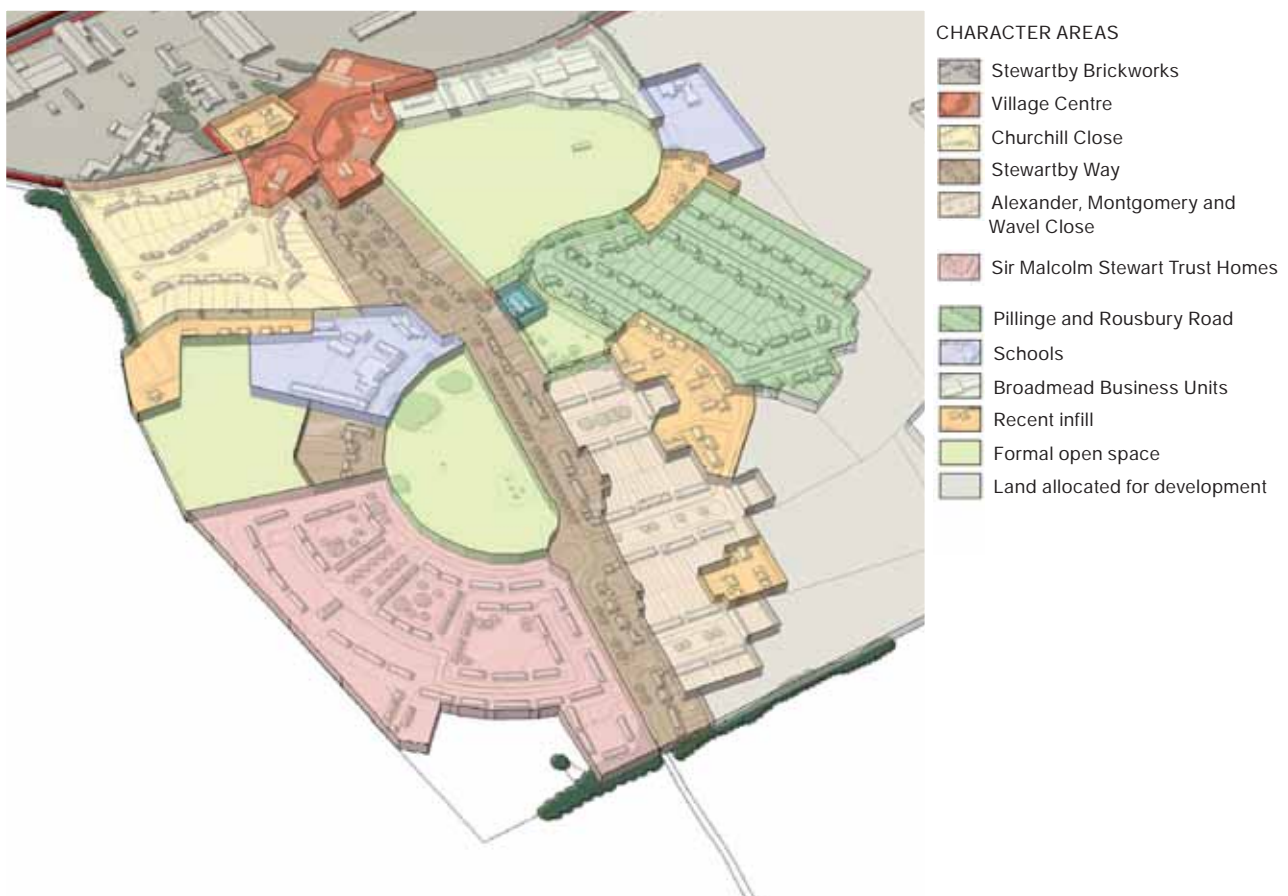 CHARACTER AREAS
Stewartby Brickworks
Village Centre
Churchill Close
Stewartby Way
Alexander, Montgomery and
Wavel Close
Sir Malcolm Stewart Trust Homes
Pillinge and Rousbury Road
Schools
Broadmead Business Units
Recent infill
Formal open space
Land allocated for development